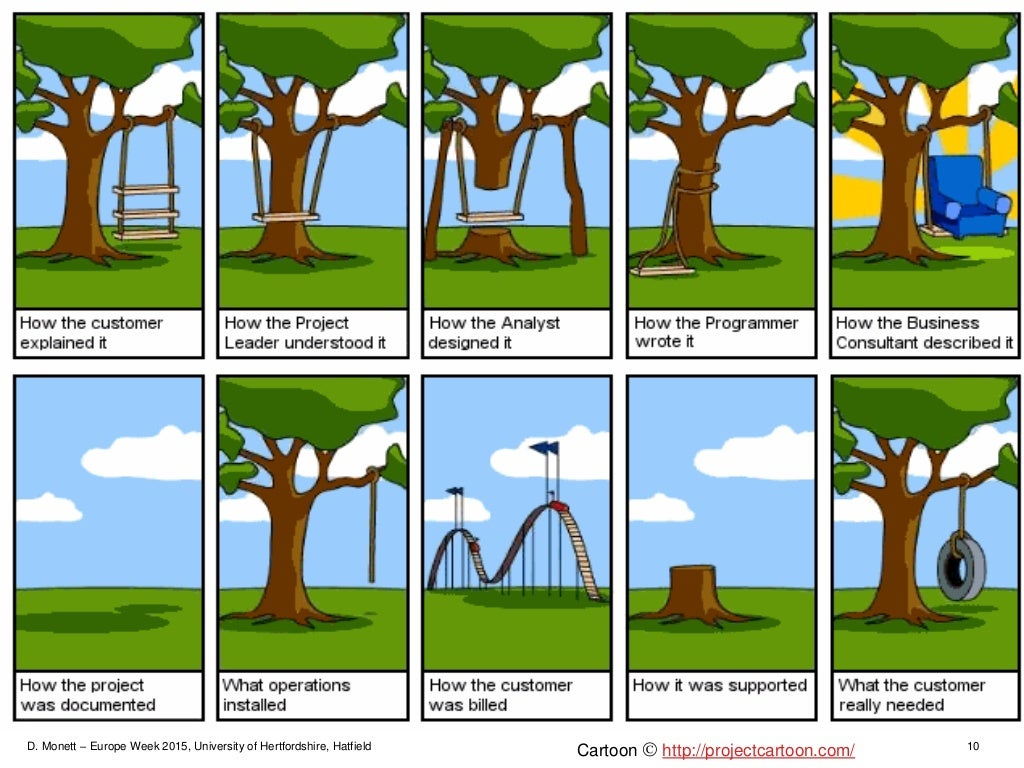 How the customer
explained it
How the Project
Leader understood it
How the Analyst
designed it
How the Programmer
wrote it
How the Business
Consultant described it
How the project
was documented
What operations
installed
How the customer
was billed
How it was supported
What the customer
really needed
D. Monett – Europe Week 2015, University of Hertfordshire, Hatfield
Cartoon © http://projectcartoon.com/
10